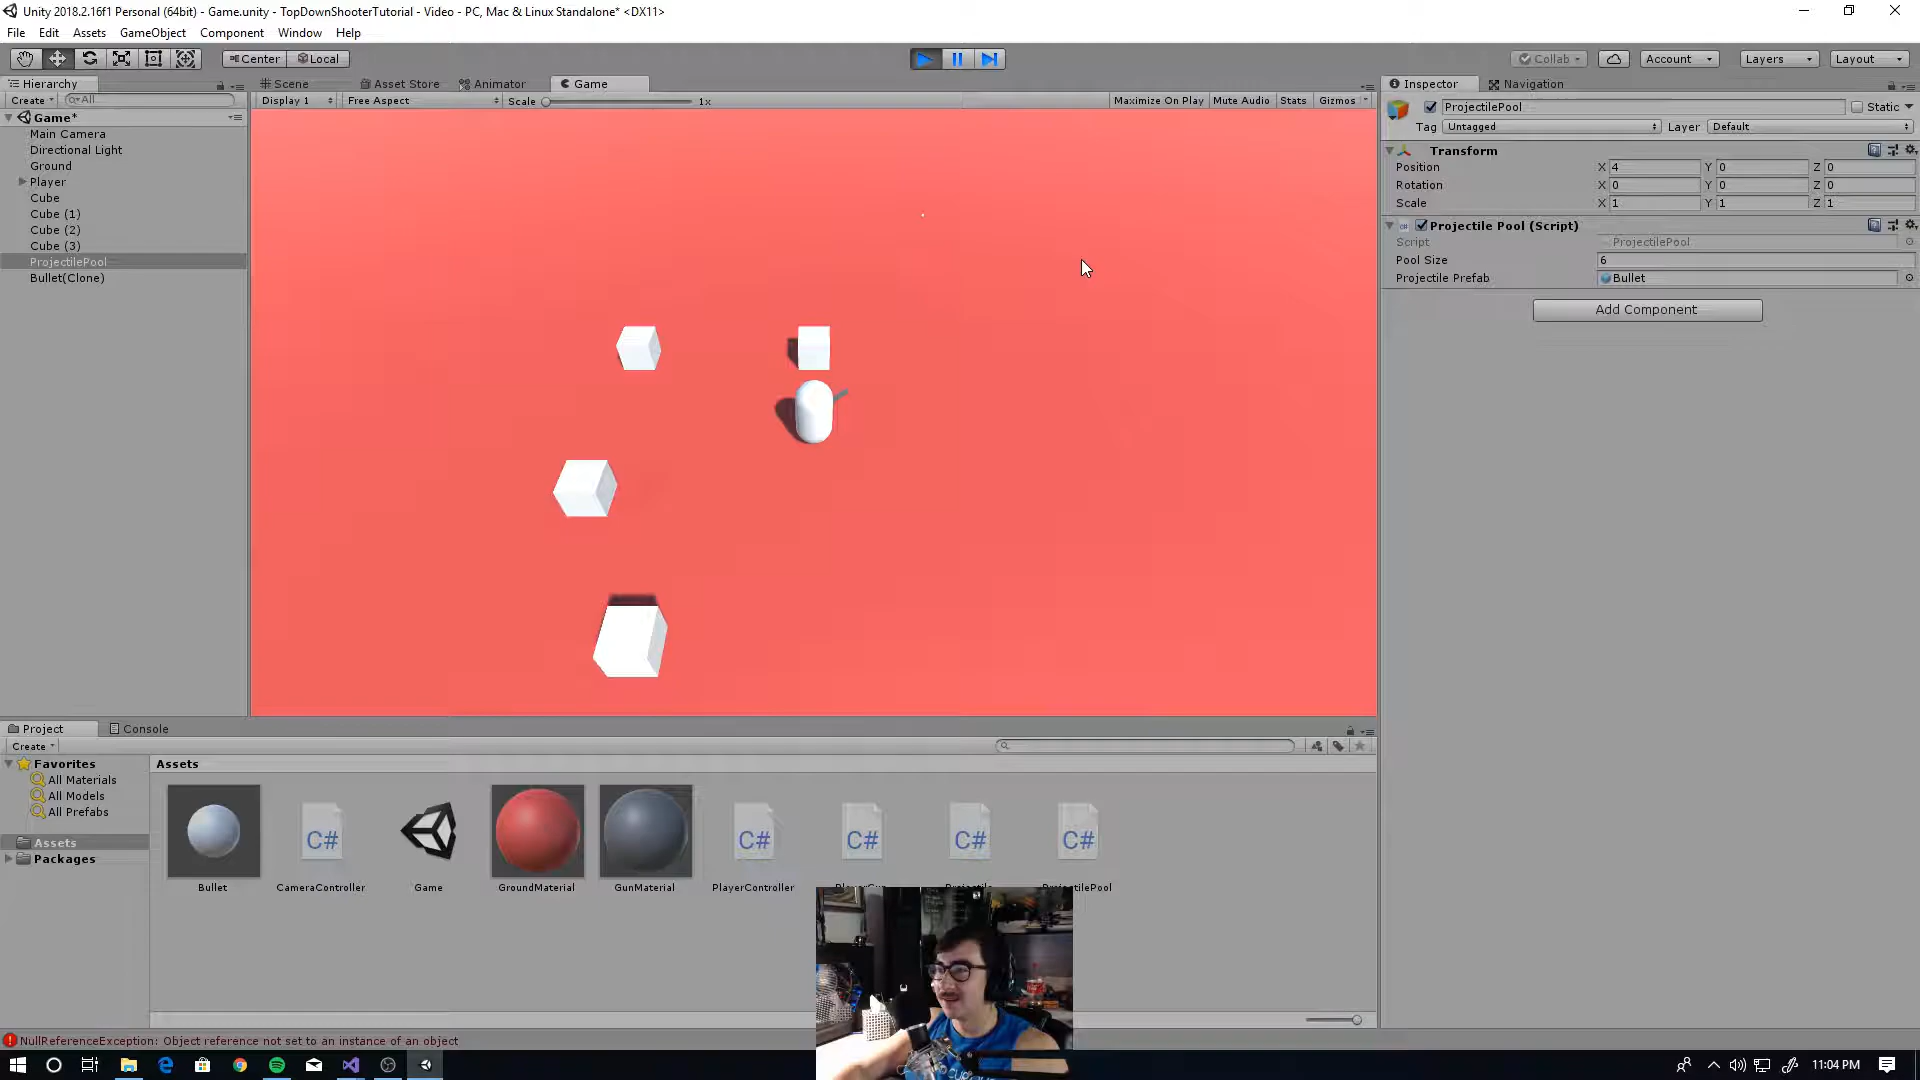 Unity 2018.2.16f1 Personal (64bit) - Game.unity - TopDownShooterTutorial - Video - PC, Mac & Linux Standalone* <DX11>
File Edit Assets GameObject Component Window Help
Center Local Collab Account Layers Layout
Hierarchy Scene Asset Store Animator Game Inspector Navigation
Create All Display 1 Free Aspect Scale 1x Maximize On Play Mute Audio Stats Gizmos
ProjectilePool Static
Tag Untagged Layer Default
Game*
Main Camera
Directional Light
Ground
Player
Cube
Cube (1)
Cube (2)
Cube (3)
ProjectilePool
Bullet(Clone)
Transform
Position X 4 Y 0 Z 0
Rotation X 0 Y 0 Z 0
Scale X 1 Y 1 Z 1
Projectile Pool (Script)
Script ProjectilePool
Pool Size 6
Projectile Prefab Bullet
Add Component
Project Console
Create
Favorites
All Materials
All Models
All Prefabs
Assets
Packages
Assets
C# C# C# C# C#
Bullet CameraController Game GroundMaterial GunMaterial PlayerController
NullReferenceException: Object reference not set to an instance of an object
11:04 PM